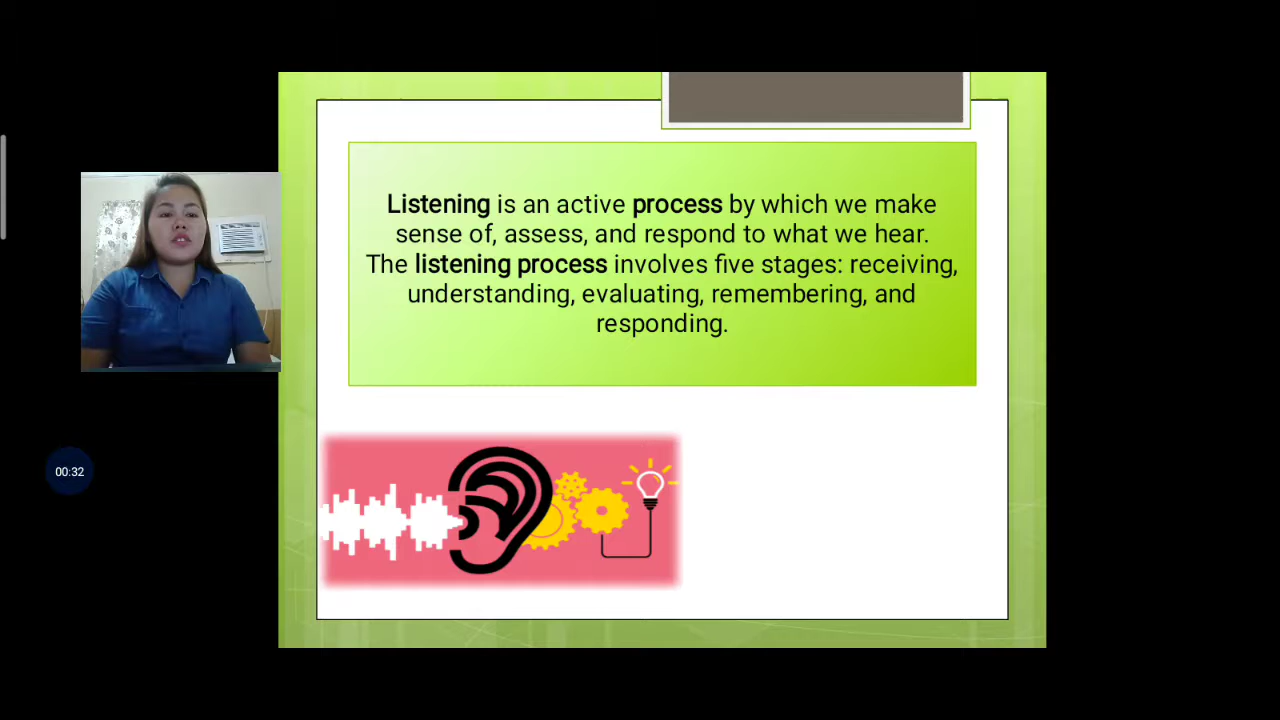 Listening is an active process by which we make
sense of, assess, and respond to what we hear.
The listening process involves five stages: receiving,
understanding, evaluating, remembering, and
responding.
00:32